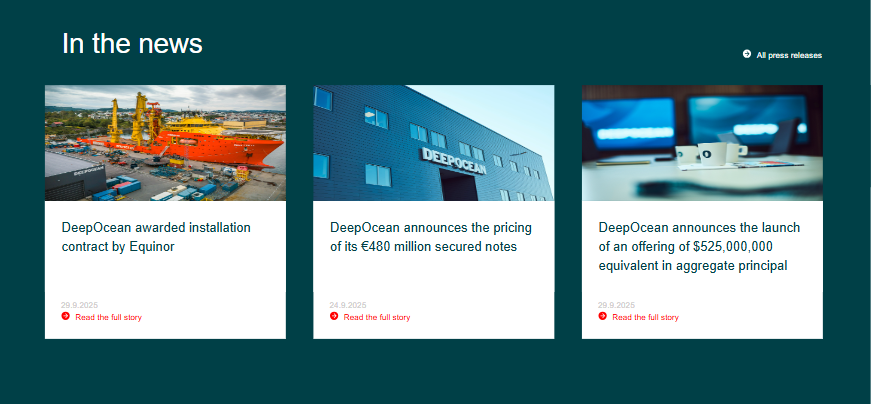 In the news
All press releases
DEEPOCEAN
DEEPOCEAN
DeepOcean awarded installation
contract by Equinor
29.9.2025
Read the full story
DeepOcean announces the pricing
of its €480 million secured notes
24.9.2025
Read the full story
DeepOcean announces the launch
of an offering of $525,000,000
equivalent in aggregate principal
29.9.2025
Read the full story